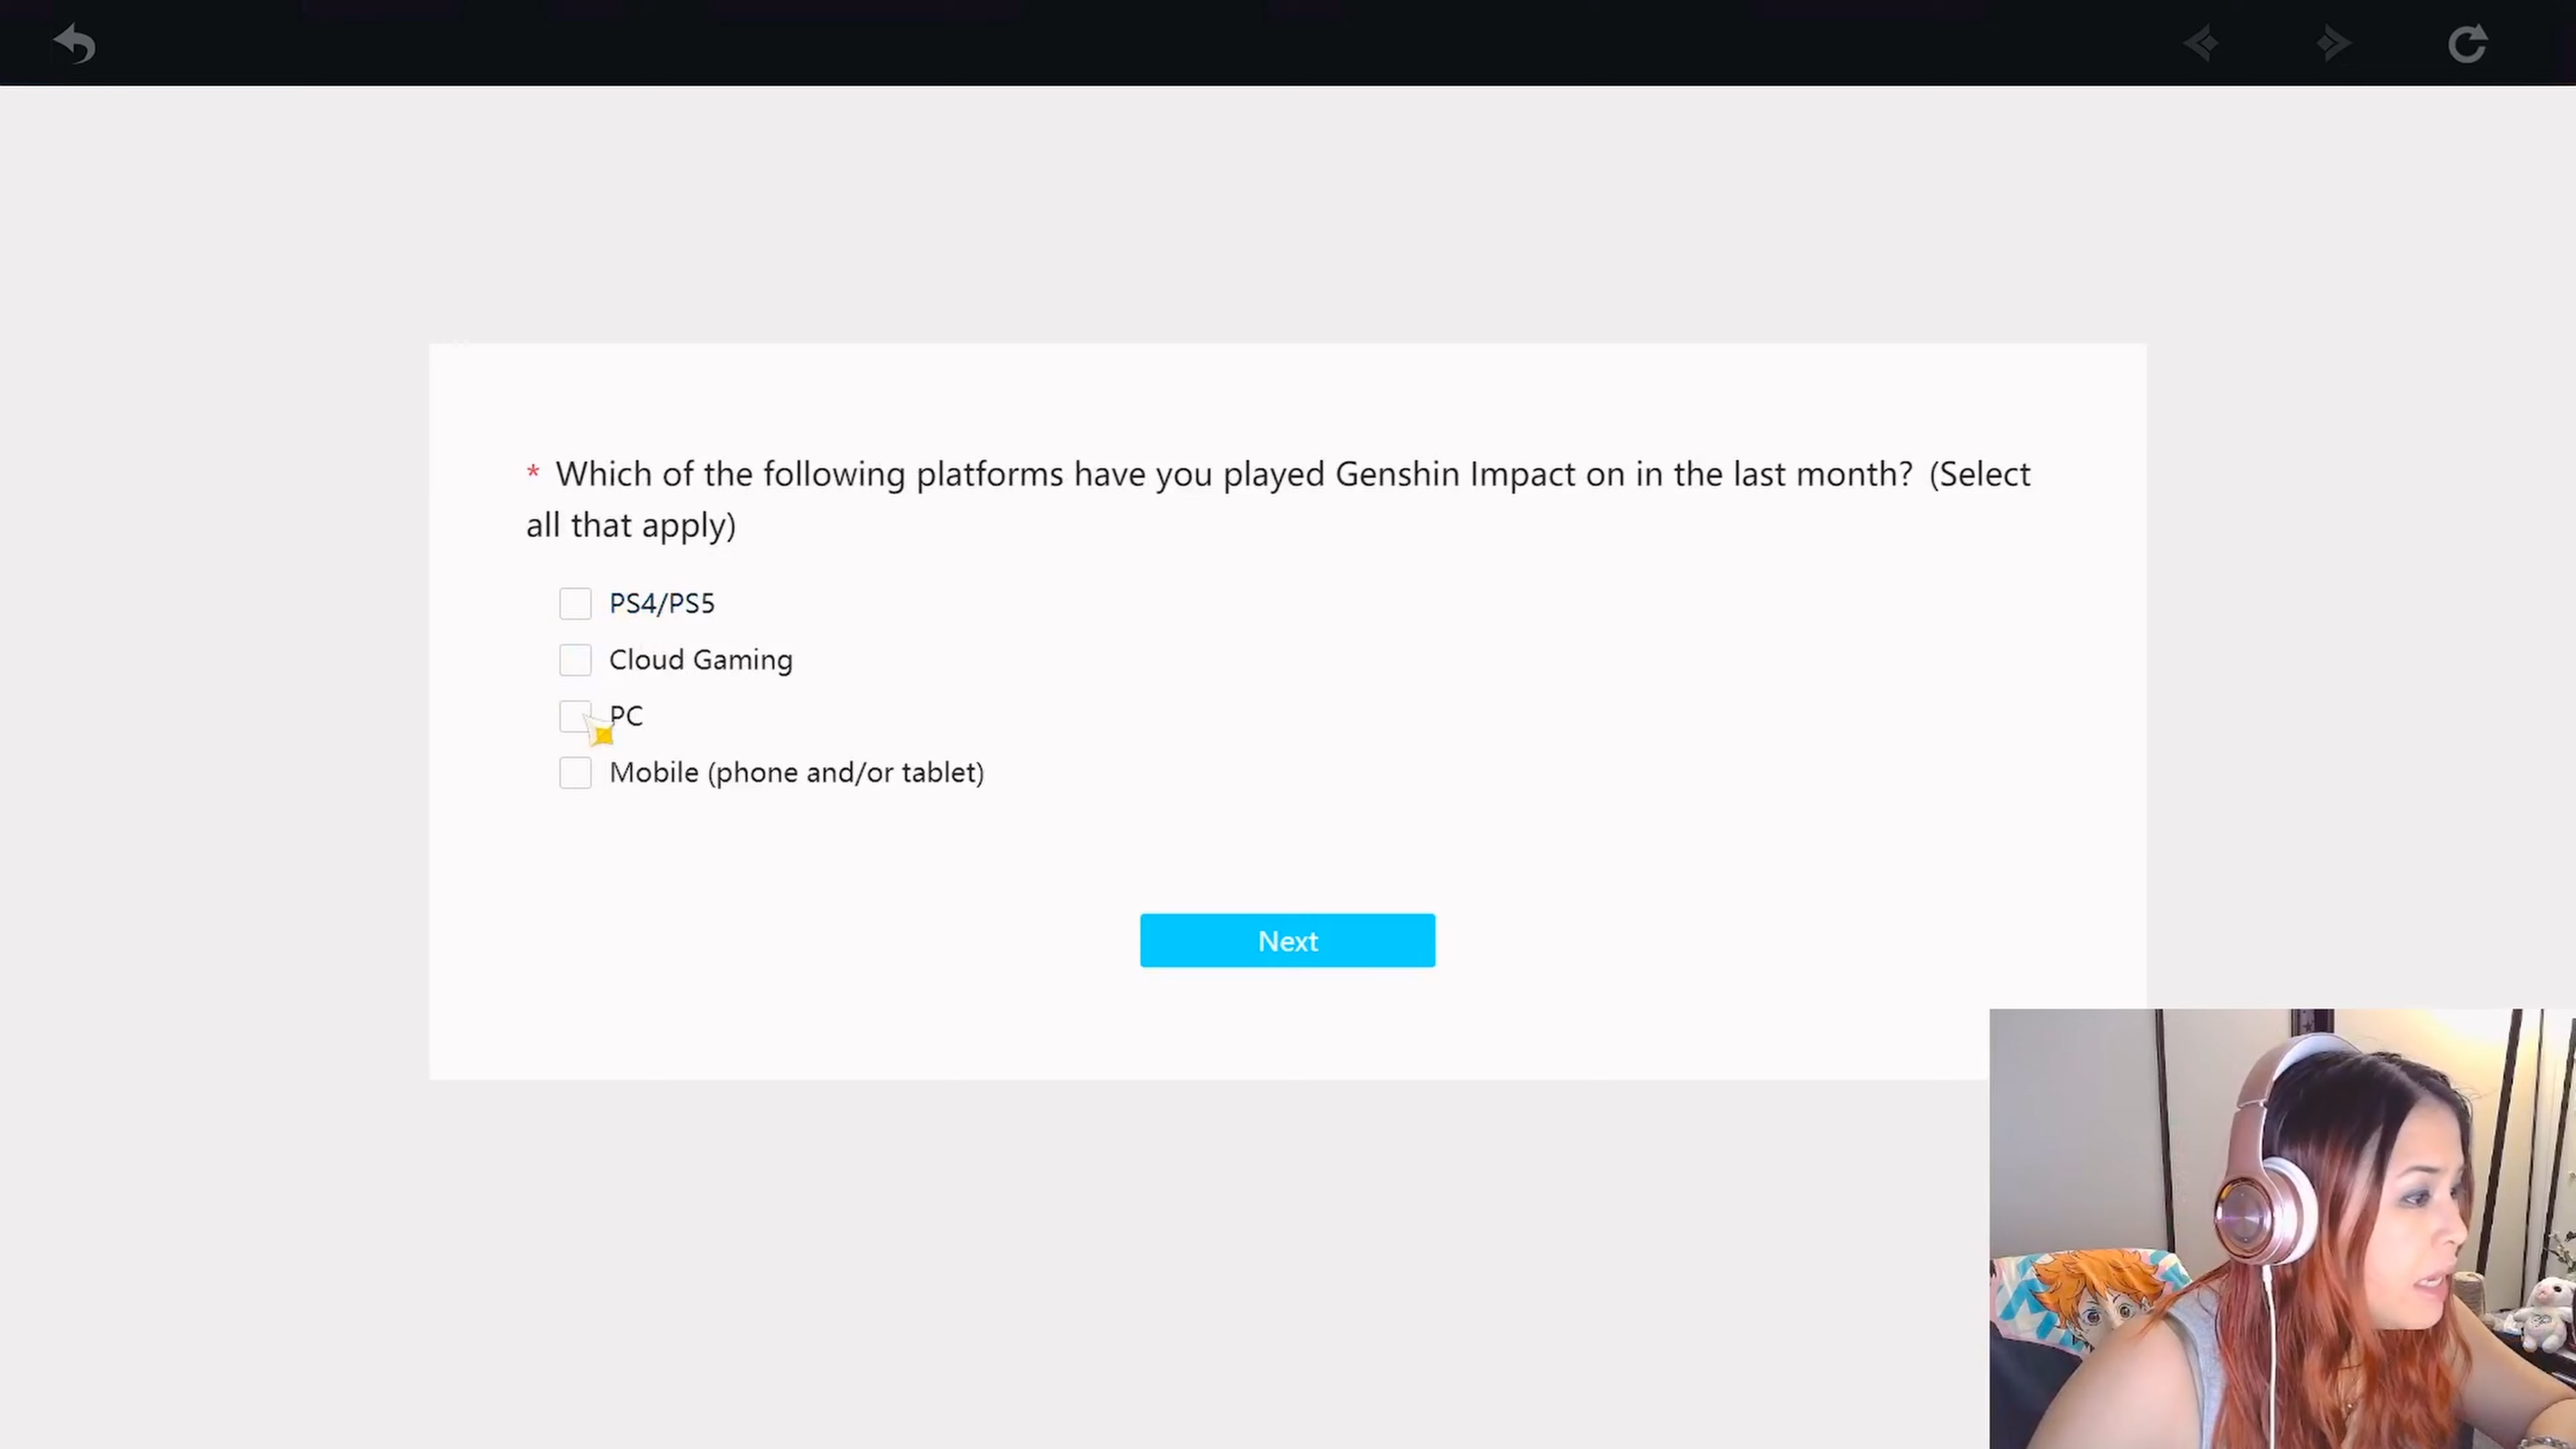 * Which of the following platforms have you played Genshin Impact on in the last month? (Select
all that apply)
PS4/PS5
Cloud Gaming
PC
Mobile (phone and/or tablet)
Next